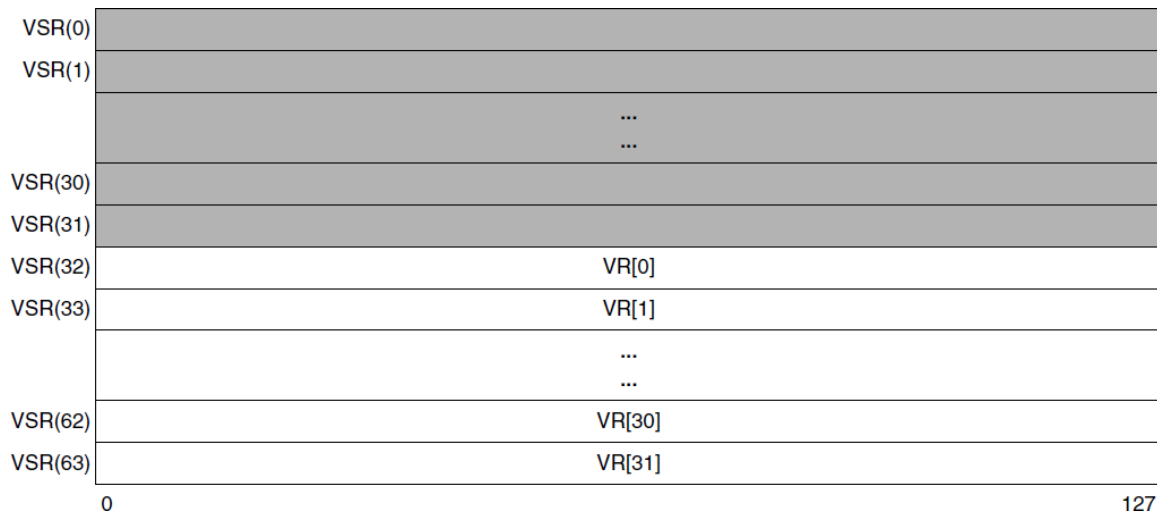 VSR(0)
VSR(1)
...
...
VSR(30)
VSR(31)
VSR(32) VR[0]
VSR(33) VR[1]
...
...
VSR(62) VR[30]
VSR(63) VR[31]
0 127